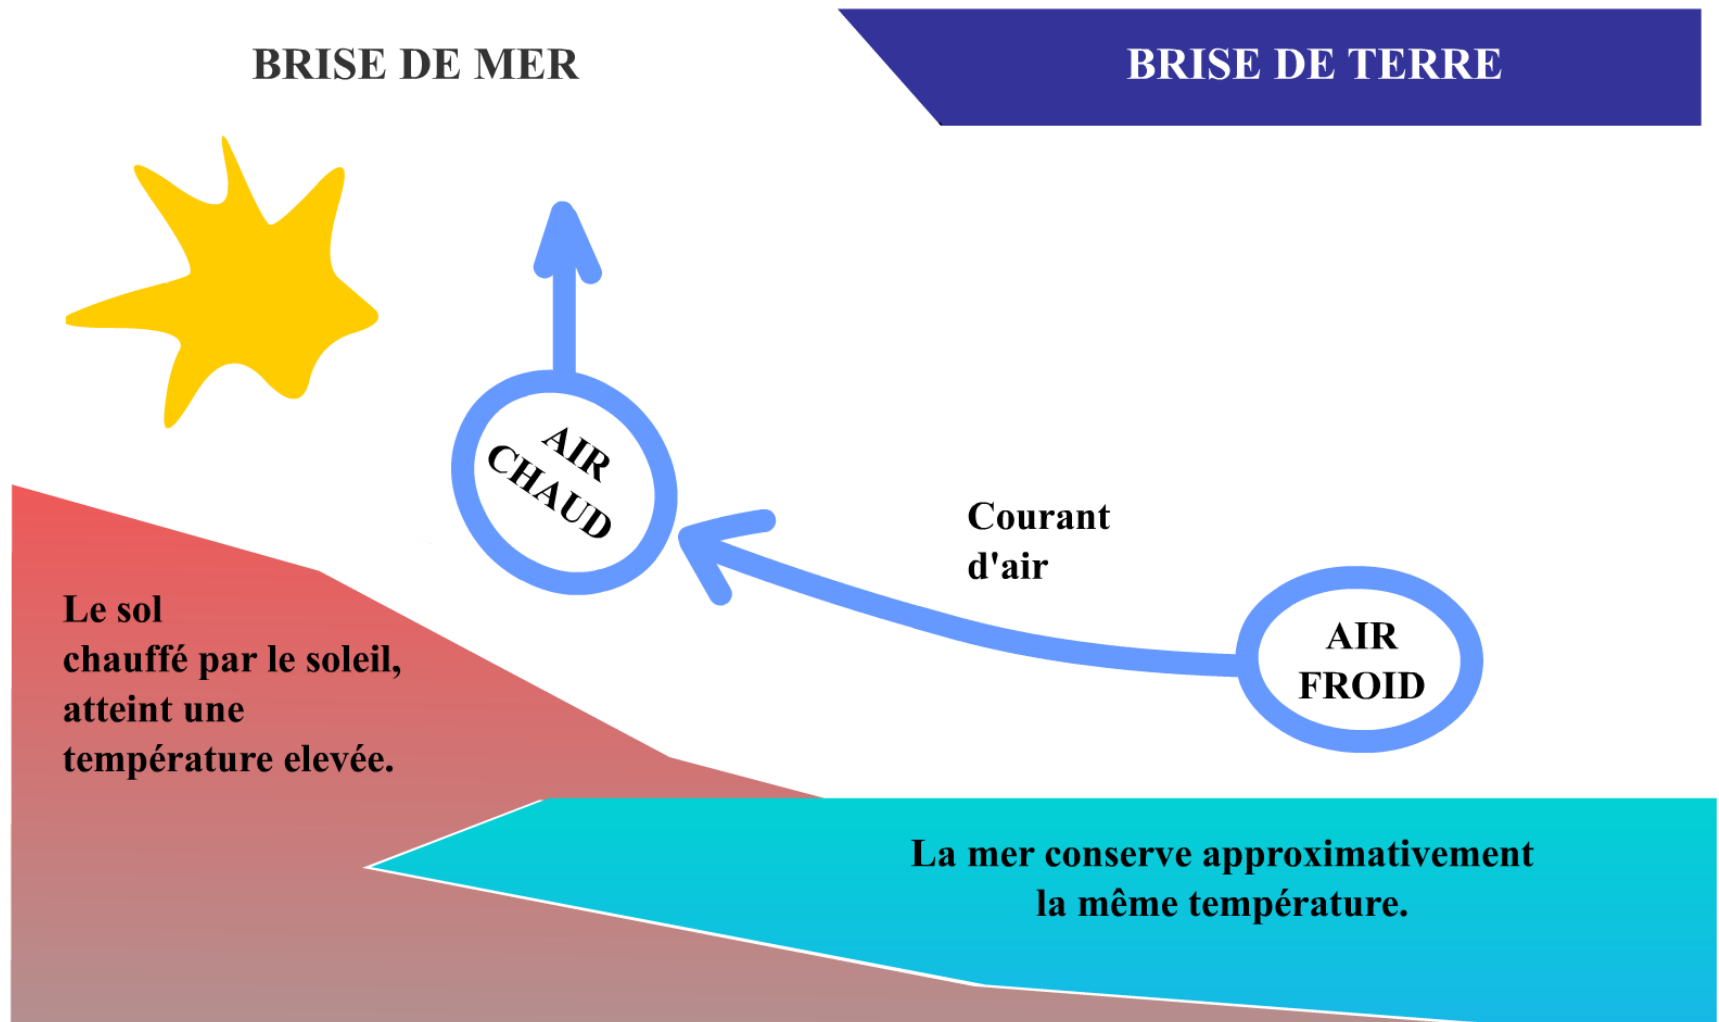 BRISE DE MER
BRISE DE TERRE
AIR
CHAUD
Courant
d'air
AIR
FROID
Le sol
chauffé par le soleil,
atteint une
température elevée.
La mer conserve approximativement
la même température.